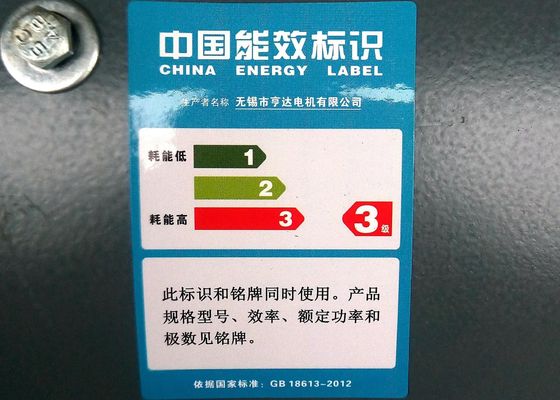 中国能效标识
CHINA ENERGY LABEL
生产者名称 无锡市亨达电机有限公司
耗能低 1
2
耗能高 3 3级
此标识和铭牌同时使用。产品
规格型号、效率、额定功率和
极数见铭牌。
依据国家标准：GB 18613-2012